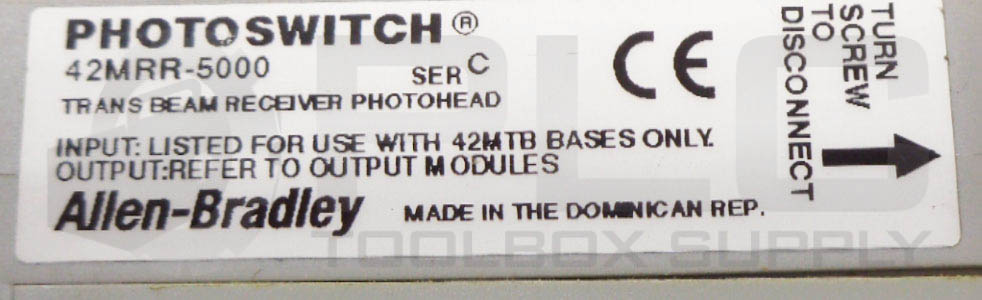 PHOTOSWITCH®
42MRR-5000 SER C
TRANS BEAM RECEIVER PHOTOHEAD
INPUT: LISTED FOR USE WITH 42MTB BASES ONLY.
OUTPUT:REFER TO OUTPUT MODULES
Allen-Bradley MADE IN THE DOMINICAN REP.
CE
TURN
SCREW
TO
DISCONNECT
PLC
TOOLBOX SUPPLY